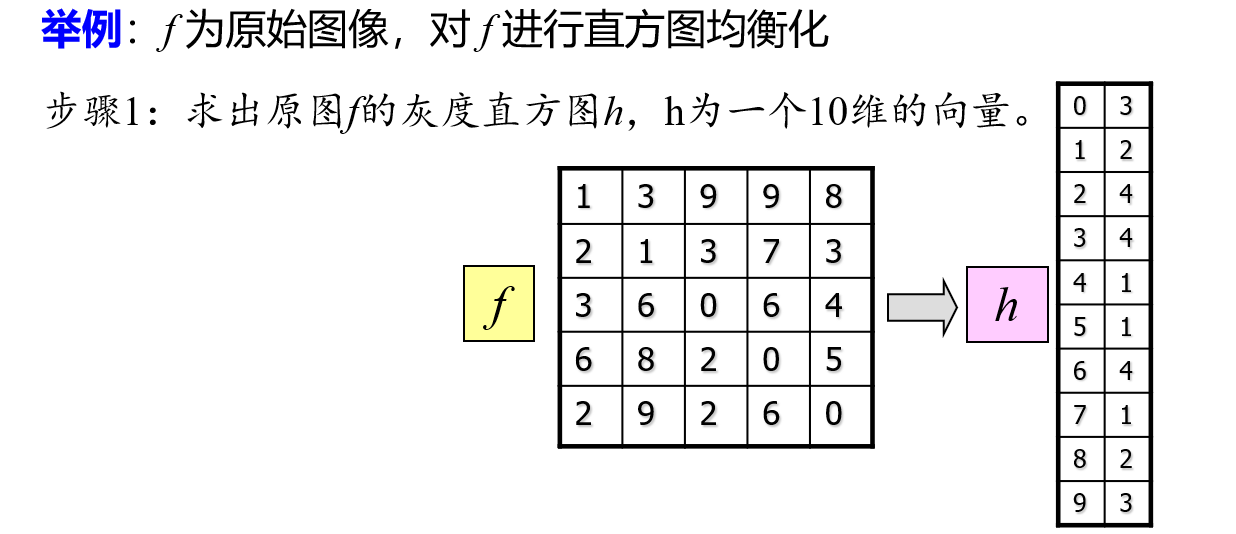 举例：f为原始图像，对f进行直方图均衡化
步骤1：求出原图f的灰度直方图h，h为一个10维的向量。
f
1 3 9 9 8
2 1 3 7 3
3 6 0 6 4
6 8 2 0 5
2 9 2 6 0
h
0 3
1 2
2 4
3 4
4 1
5 1
6 4
7 1
8 2
9 3